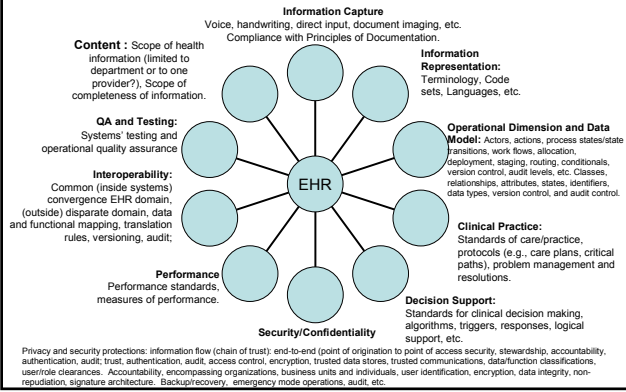 Information Capture
Voice, handwriting, direct input, document imaging, etc.
Compliance with Principles of Documentation.
Content : Scope of health
information (limited to
department or to one
provider?), Scope of
completeness of information.
Information
Representation:
Terminology, Code
sets, Languages, etc.
QA and Testing:
Systems' testing and
operational quality assurance
Operational Dimension and Data
Model: Actors, actions, process states/state
transitions, work flows, allocation,
deployment, staging, routing, conditionals,
version control, audit levels, etc. Classes,
relationships, attributes, states, identifiers,
data types, version control, and audit control.
Interoperability:
Common (inside systems)
convergence EHR domain,
(outside) disparate domain, data
and functional mapping, translation
rules, versioning, audit;
EHR
Clinical Practice:
Standards of care/practice,
protocols (e.g., care plans, critical
paths), problem management and
resolutions.
Performance
Performance standards,
measures of performance.
Decision Support:
Standards for clinical decision making,
algorithms, triggers, responses, logical
support, etc.
Security/Confidentiality
Privacy and security protections: information flow (chain of trust): end-to-end (point of origination to point of access security, stewardship, accountability,
authentication, audit; trust, authentication, audit, access control, encryption, trusted data stores, trusted communications, data/function classifications,
user/role clearances. Accountability, encompassing organizations, business units and individuals, user identification, encryption, data integrity, non-
repudiation, signature architecture. Backup/recovery, emergency mode operations, audit, etc.